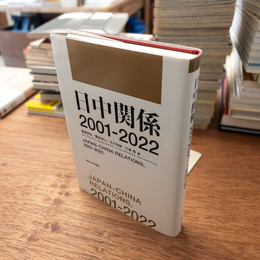 日中関係
2001-2022
JAPAN-CHINA RELATIONS,
2001-2022
JAPAN-CHINA
RELATIONS,
2001-2022